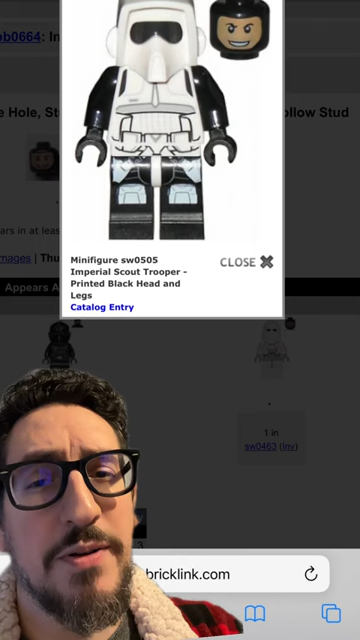 bb0664: In
e Hole, St
ollow Stud
Minifigure sw0505
Imperial Scout Trooper -
Printed Black Head and
Legs
Catalog Entry
CLOSE ✖
ars in at leas
mages | Thu
Appears A
1 in
sw0463 (Inv)
bricklink.com